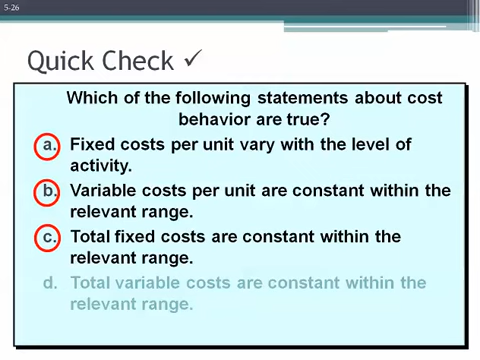 5-26
Quick Check ✓
Which of the following statements about cost
behavior are true?
a. Fixed costs per unit vary with the level of
activity.
b. Variable costs per unit are constant within the
relevant range.
c. Total fixed costs are constant within the
relevant range.
d. Total variable costs are constant within the
relevant range.